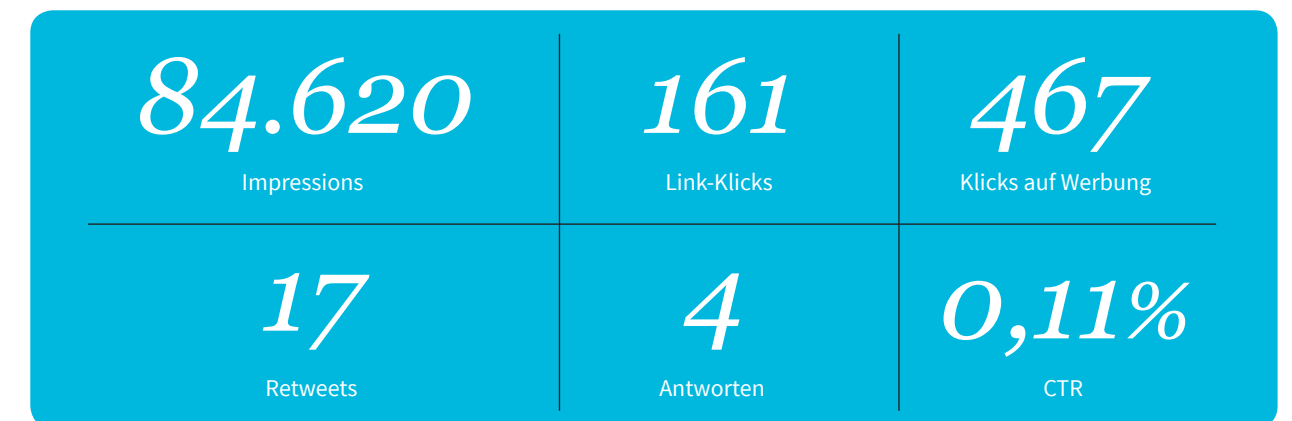 84.620 161 467
Impressions Link-Klicks Klicks auf Werbung
17 4 0,11%
Retweets Antworten CTR